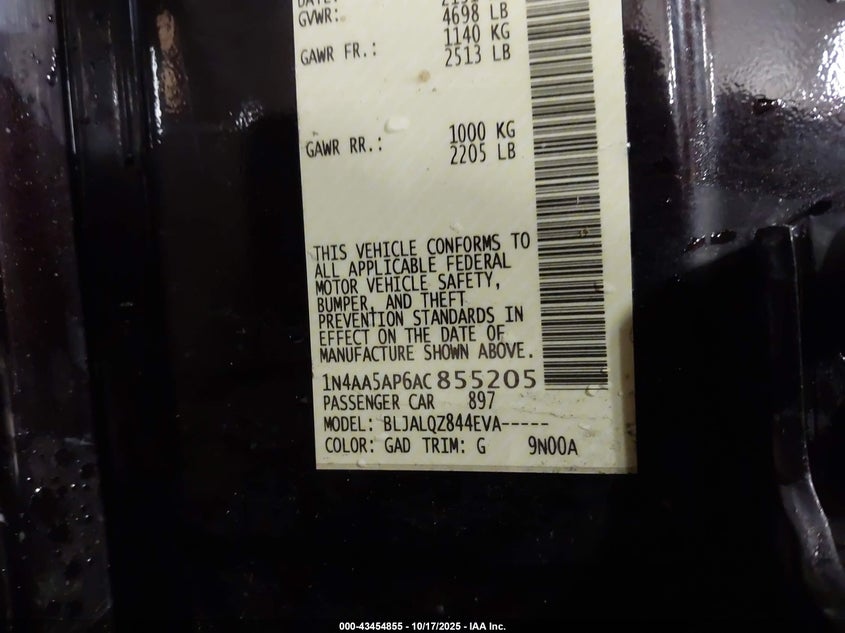 GVWR:
4698 LB
1140 KG
GAWR FR.:
2513 LB
1000 KG
GAWR RR.:
2205 LB
THIS VEHICLE CONFORMS TO
ALL APPLICABLE FEDERAL
MOTOR VEHICLE SAFETY,
BUMPER, AND THEFT
PREVENTION STANDARDS IN
EFFECT ON THE DATE OF
MANUFACTURE SHOWN ABOVE.
1N4AA5AP6AC855205
PASSENGER CAR 897
MODEL: BLJALQZ844EVA-----
COLOR: GAD TRIM: G 9N00A
000-43454855 - 10/17/2025 - IAA Inc.